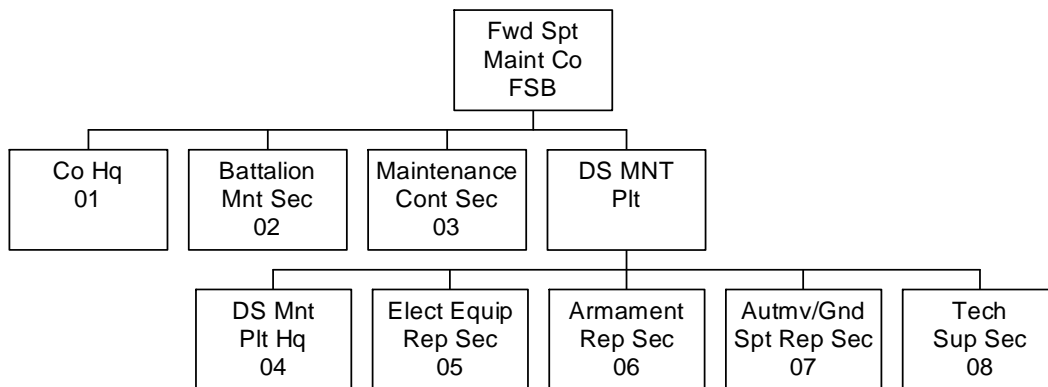 Fwd Spt
Maint Co
FSB
Co Hq
01
Battalion
Mnt Sec
02
Maintenance
Cont Sec
03
DS MNT
Plt
DS Mnt
Plt Hq
04
Elect Equip
Rep Sec
05
Armament
Rep Sec
06
Autmv/Gnd
Spt Rep Sec
07
Tech
Sup Sec
08